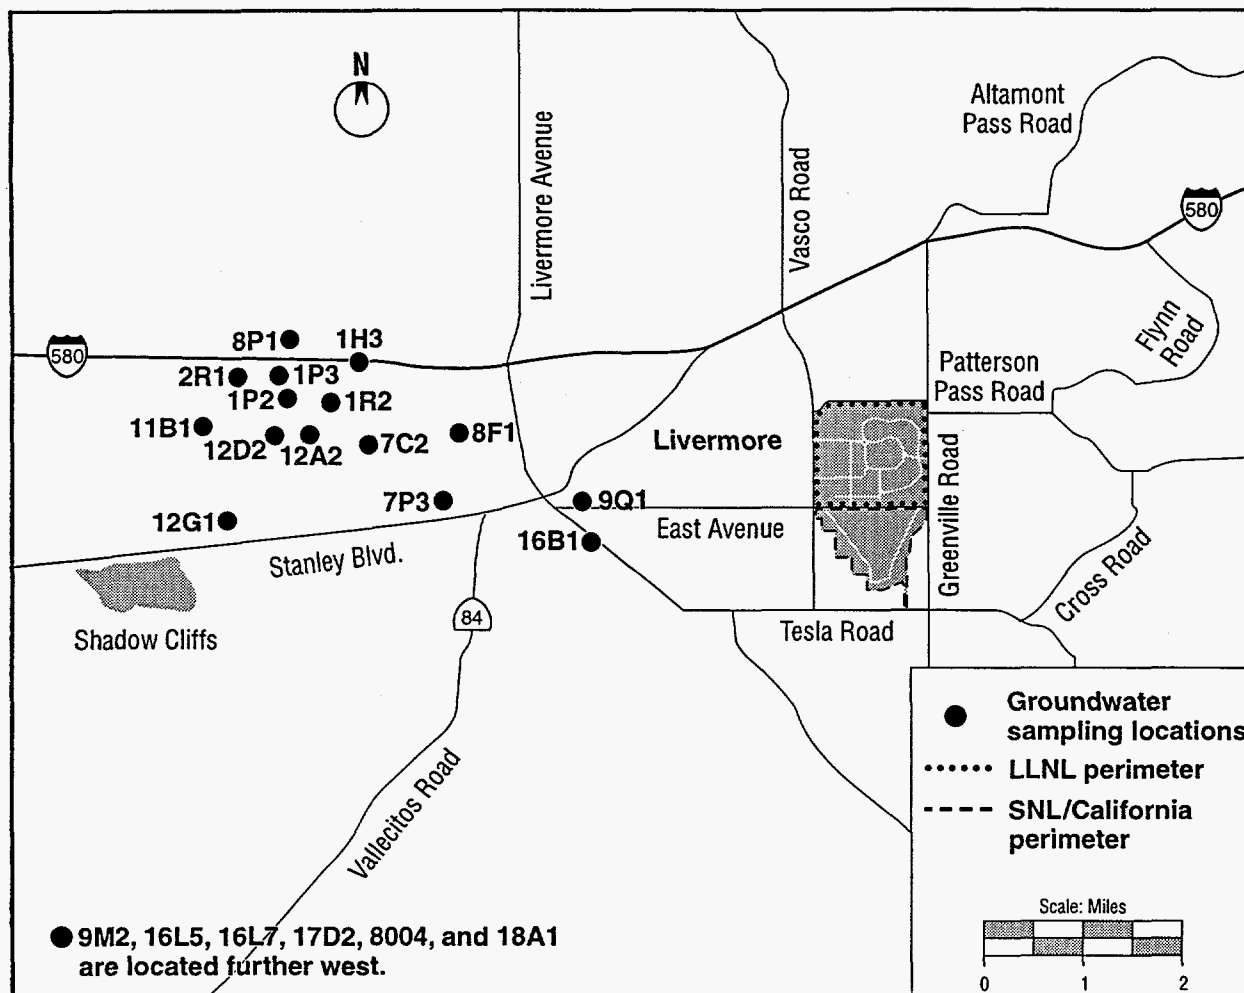 N
Altamont
Pass Road
Livermore Avenue
Vasco Road
580
8P1
1H3
580
2R1
1P3
1P2
1R2
Flynn
Road
Patterson
Pass Road
11B1
12D2
12A2
7C2
8F1
Livermore
Greenville Road
7P3
9Q1
12G1
16B1
East Avenue
Stanley Blvd.
Cross Road
84
Shadow Cliffs
Tesla Road
Vallecitos Road
Groundwater
sampling locations
LLNL perimeter
SNL/California
perimeter
Scale: Miles
0 1 2
9M2, 16L5, 16L7, 17D2, 8004, and 18A1
are located further west.